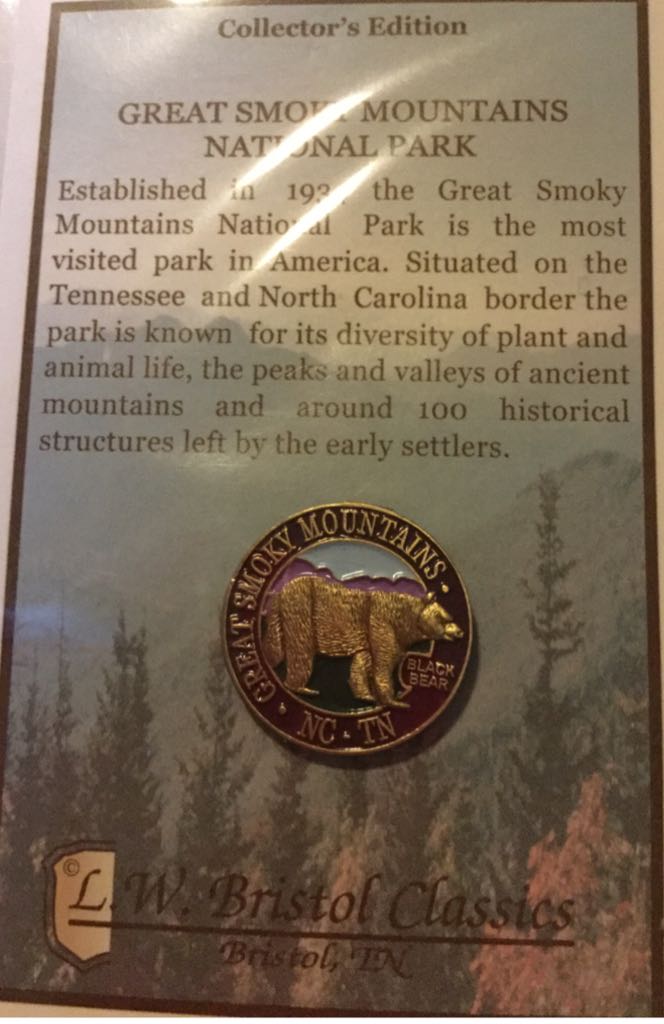 Collector's Edition
GREAT SMOKY MOUNTAINS
NATIONAL PARK
Established in the Great Smoky
Mountains National Park is the most
visited park in America. Situated on the
Tennessee and North Carolina border the
park is known for its diversity of plant and
animal life, the peaks and valleys of ancient
mountains and around 100 historical
structures left by the early settlers.
GREAT SMOKY MOUNTAINS
BLACK
BEAR
NC · TN
© L.W. Bristol Classics
Bristol, TN